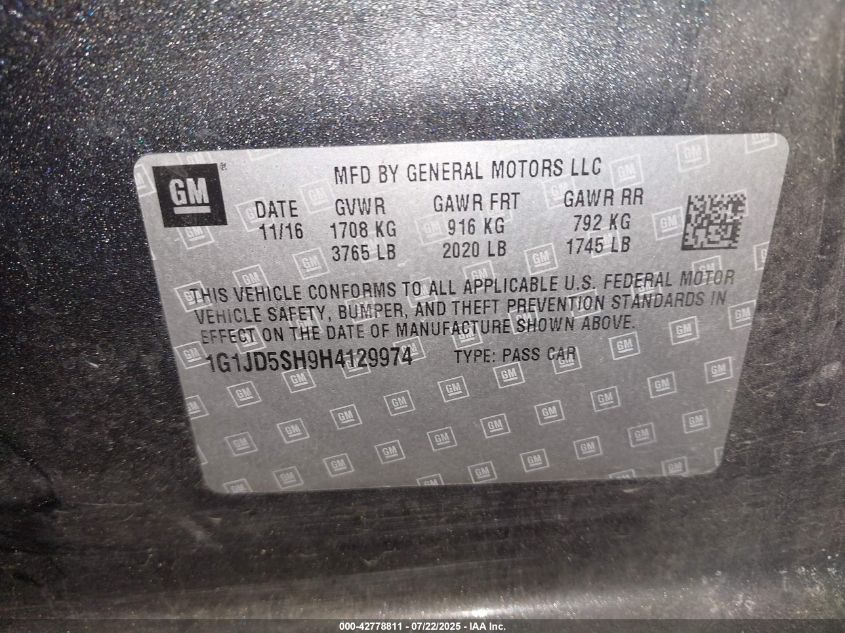 GM ®
MFD BY GENERAL MOTORS LLC
DATE GVWR GAWR FRT GAWR RR
11/16 1708 KG 916 KG 792 KG
3765 LB 2020 LB 1745 LB
THIS VEHICLE CONFORMS TO ALL APPLICABLE U.S. FEDERAL MOTOR
VEHICLE SAFETY, BUMPER, AND THEFT PREVENTION STANDARDS IN
EFFECT ON THE DATE OF MANUFACTURE SHOWN ABOVE.
1G1JD5SH9H4129974 TYPE: PASS CAR
000-42778811 - 07/22/2025 - IAA Inc.